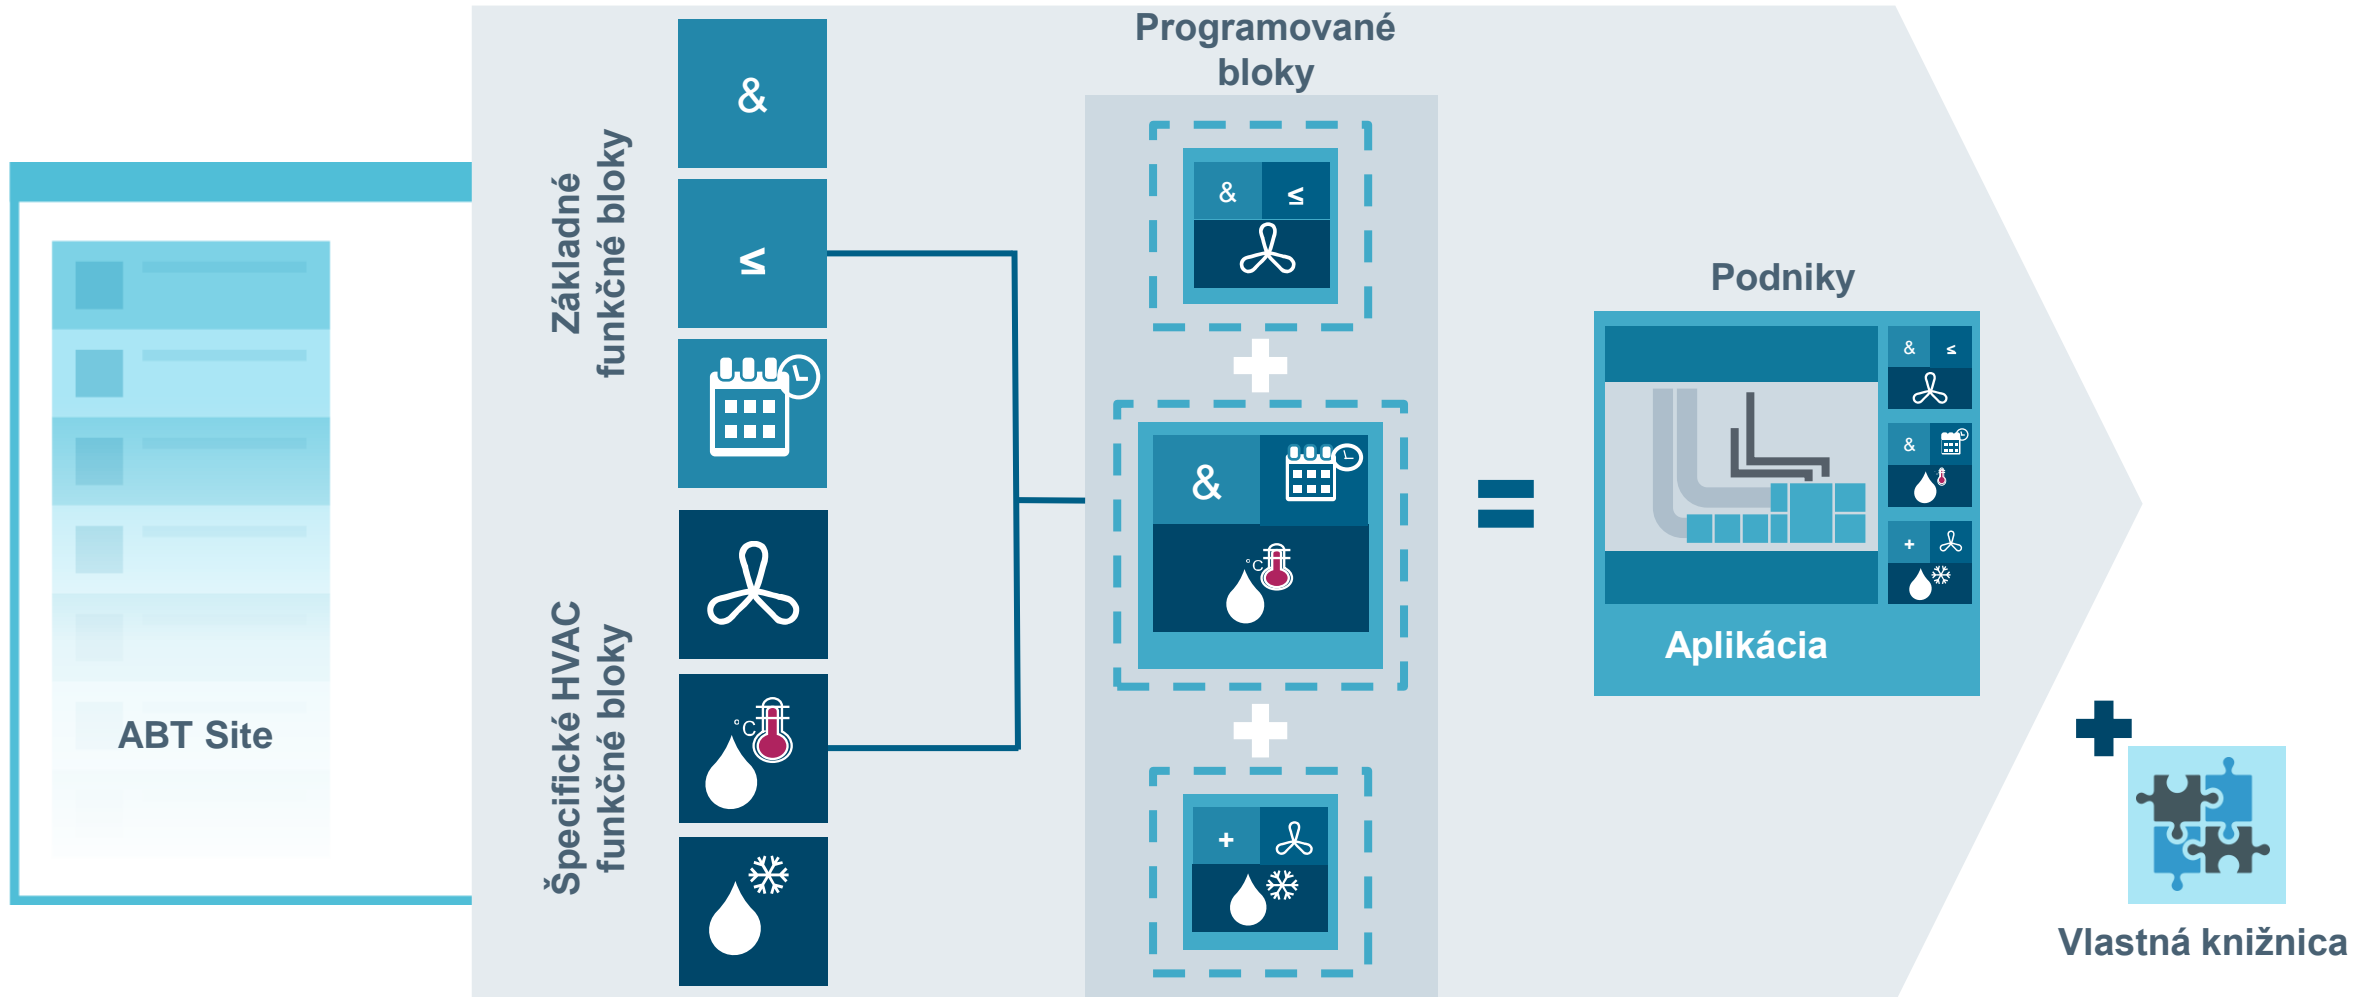 Programované
bloky
Základné
funkčné bloky
&
≤
Špecifické HVAC
funkčné bloky
°C
& ≤
&
°C
+
=
Podniky
& ≤
&
+
Aplikácia
ABT Site
Vlastná knižnica